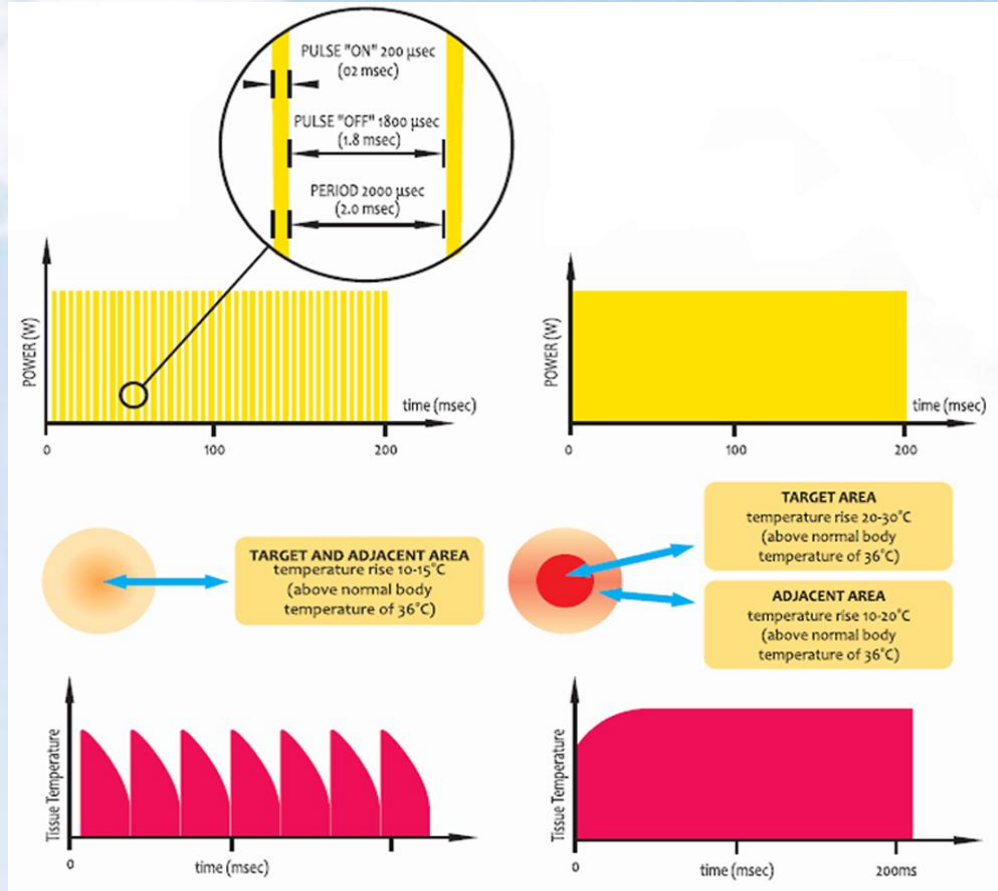 PULSE "ON" 200 µsec
(02 msec)
PULSE "OFF" 1800 µsec
(1.8 msec)
PERIOD 2000 µsec
(2.0 msec)
POWER (W)
time (msec)
0
100
200
POWER (W)
time (msec)
0
100
200
TARGET AND ADJACENT AREA
temperature rise 10-15°C
(above normal body
temperature of 36°C)
TARGET AREA
temperature rise 20-30°C
(above normal body
temperature of 36°C)
ADJACENT AREA
temperature rise 10-20°C
(above normal body
temperature of 36°C)
Tissue Temperature
0
time (msec)
Tissue Temperature
0
time (msec)
200ms